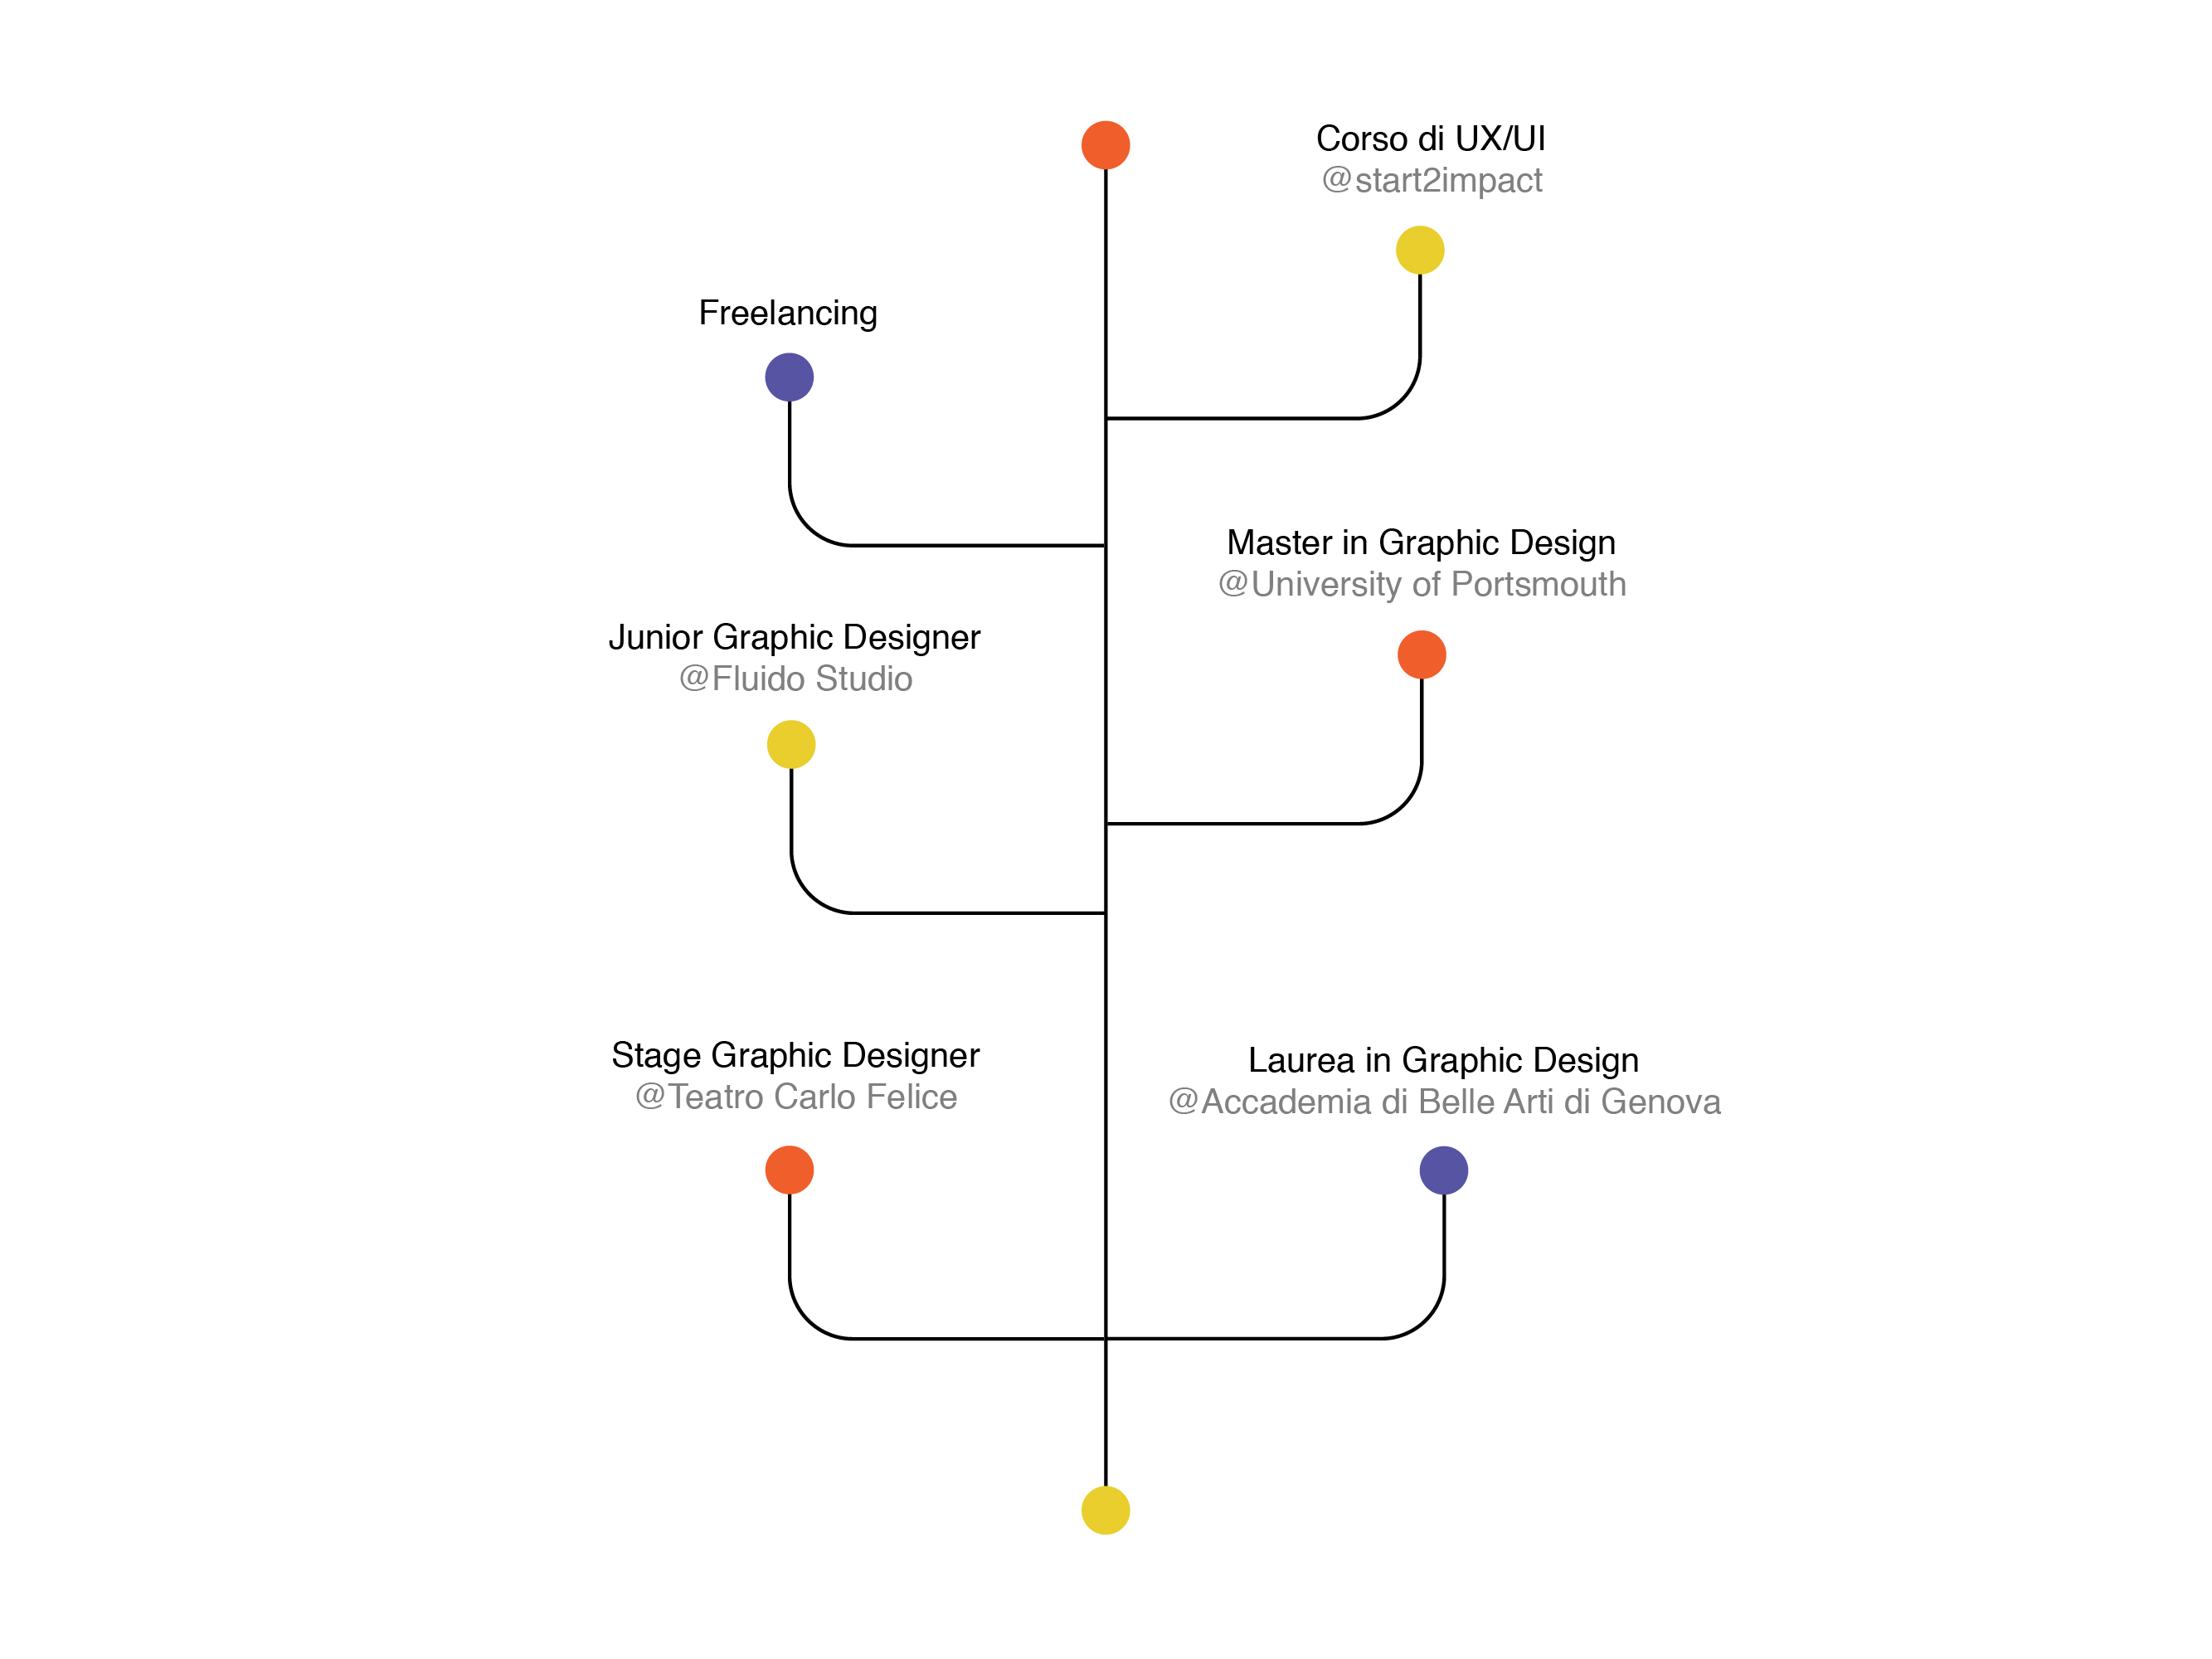 Corso di UX/UI
@start2impact
Freelancing
Master in Graphic Design
@University of Portsmouth
Junior Graphic Designer
@Fluido Studio
Stage Graphic Designer
@Teatro Carlo Felice
Laurea in Graphic Design
@Accademia di Belle Arti di Genova